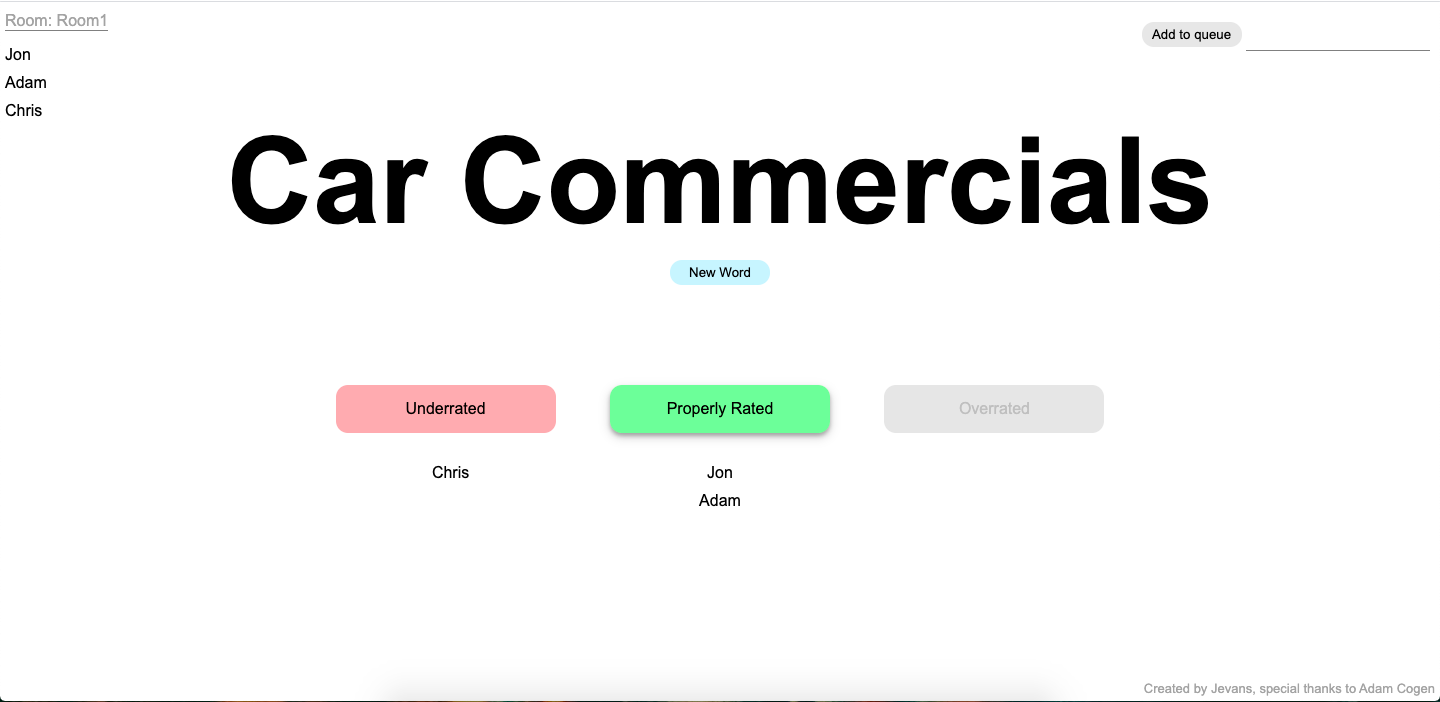 Room: Room1
Jon
Adam
Chris
Add to queue
Car Commercials
New Word
Underrated
Properly Rated
Overrated
Chris
Jon
Adam
Created by Jevans, special thanks to Adam Cogen